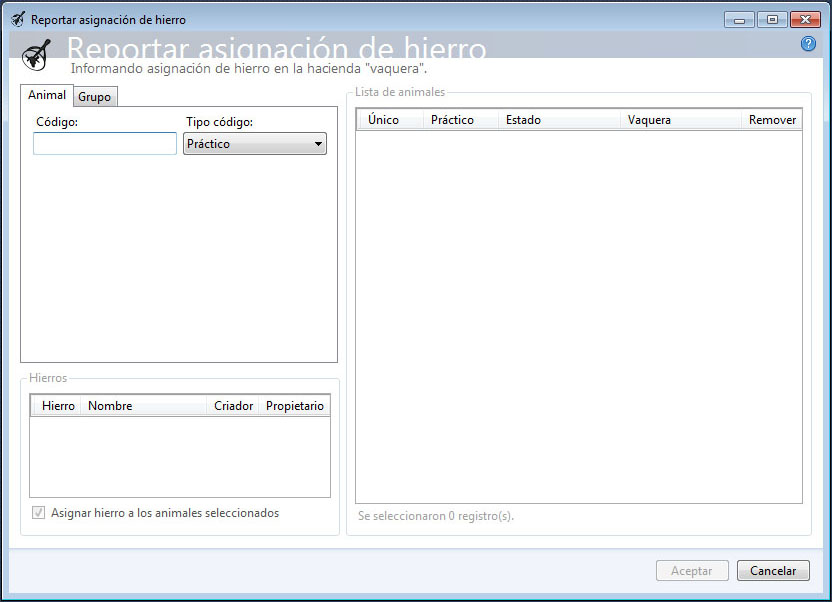 Reportar asignación de hierro
Reportar asignación de hierro
Informando asignación de hierro en la hacienda "vaquera".
Animal
Grupo
Código:
Tipo código:
Práctico
Lista de animales
Único
Práctico
Estado
Vaquera
Remover
Hierros
Hierro
Nombre
Criador
Propietario
Asignar hierro a los animales seleccionados
Se seleccionaron 0 registro(s).
Aceptar
Cancelar